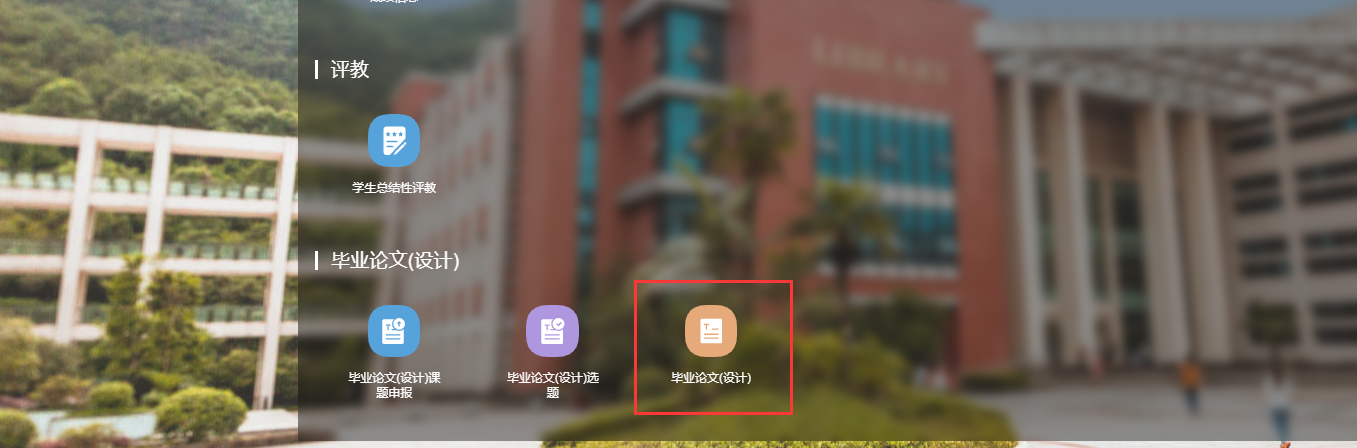 评教
学生总结性评教
毕业论文(设计)
毕业论文(设计)课
题申报
毕业论文(设计)选
题
毕业论文(设计)
LIBRARY